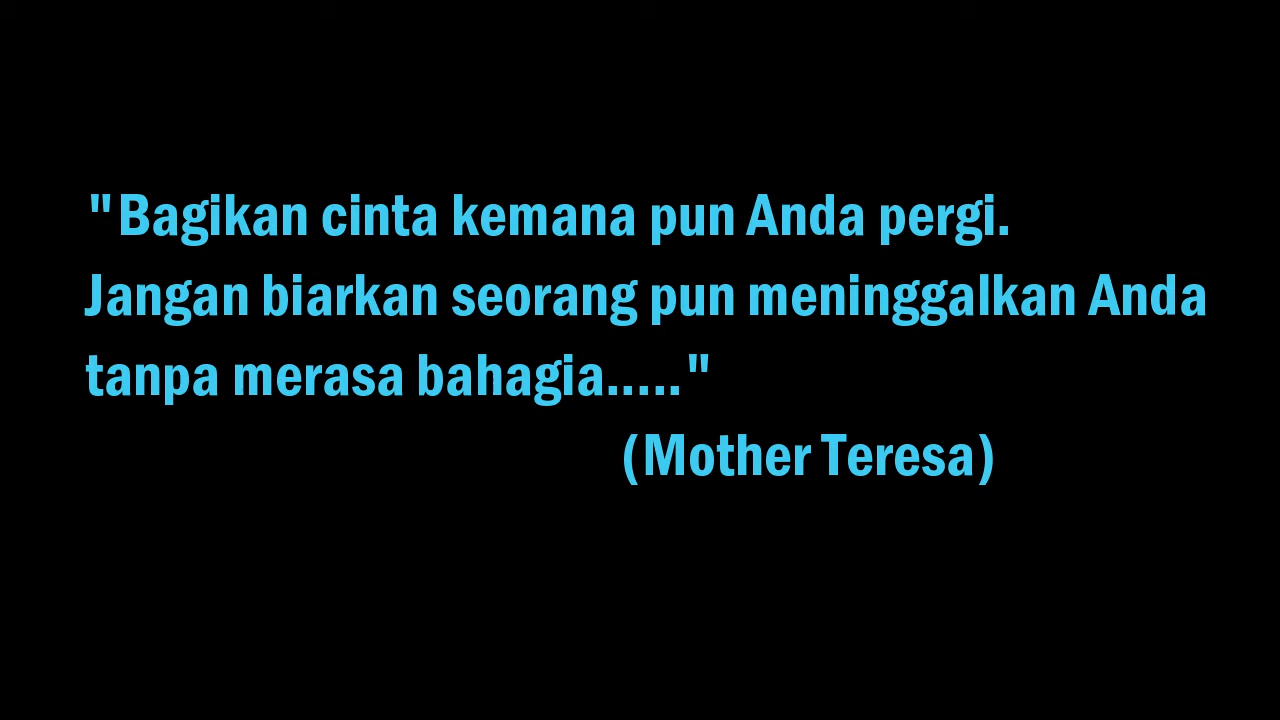 "Bagikan cinta kemana pun Anda pergi.
Jangan biarkan seorang pun meninggalkan Anda
tanpa merasa bahagia....."
(Mother Teresa)